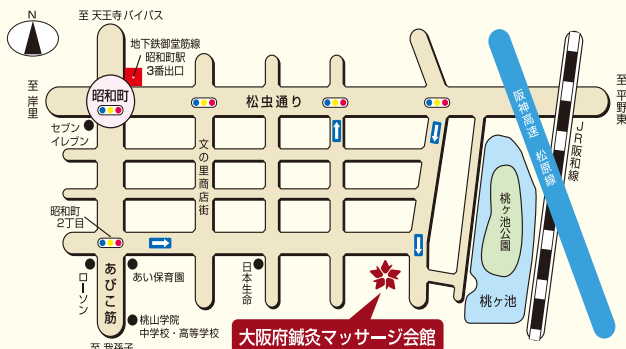 N
至 天王寺バイパス
地下鉄御堂筋線
昭和町駅
3番出口
至 岸里
昭和町
松虫通り
至 平野東
セブン
イレブン
文の里商店街
阪神高速 松原線
JR阪和線
昭和町
2丁目
桃ヶ池公園
桃ヶ池
ローソン
あびこ筋
あい保育園
日本生命
桃山学院
中学校・高等学校
大阪府鍼灸マッサージ会館
至 我孫子